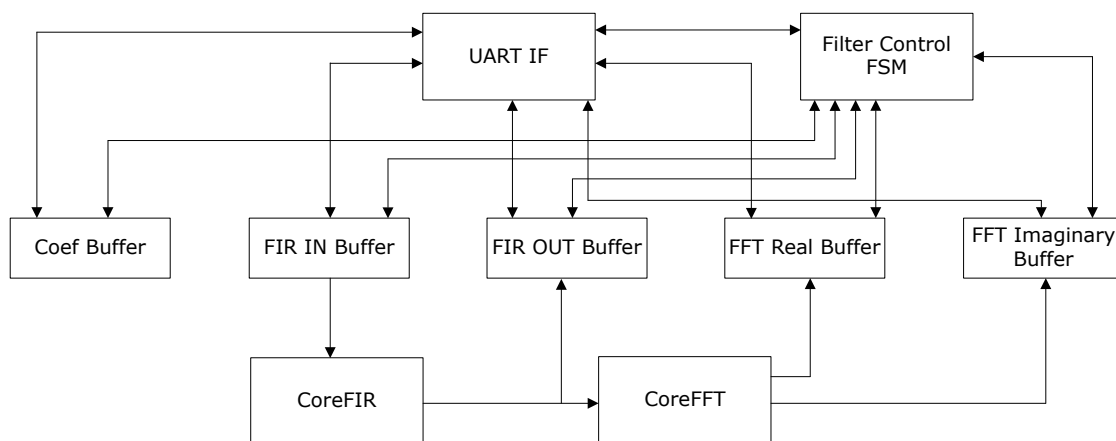 UART IF
Filter Control
FSM
Coef Buffer
FIR IN Buffer
FIR OUT Buffer
FFT Real Buffer
FFT Imaginary
Buffer
CoreFIR
CoreFFT